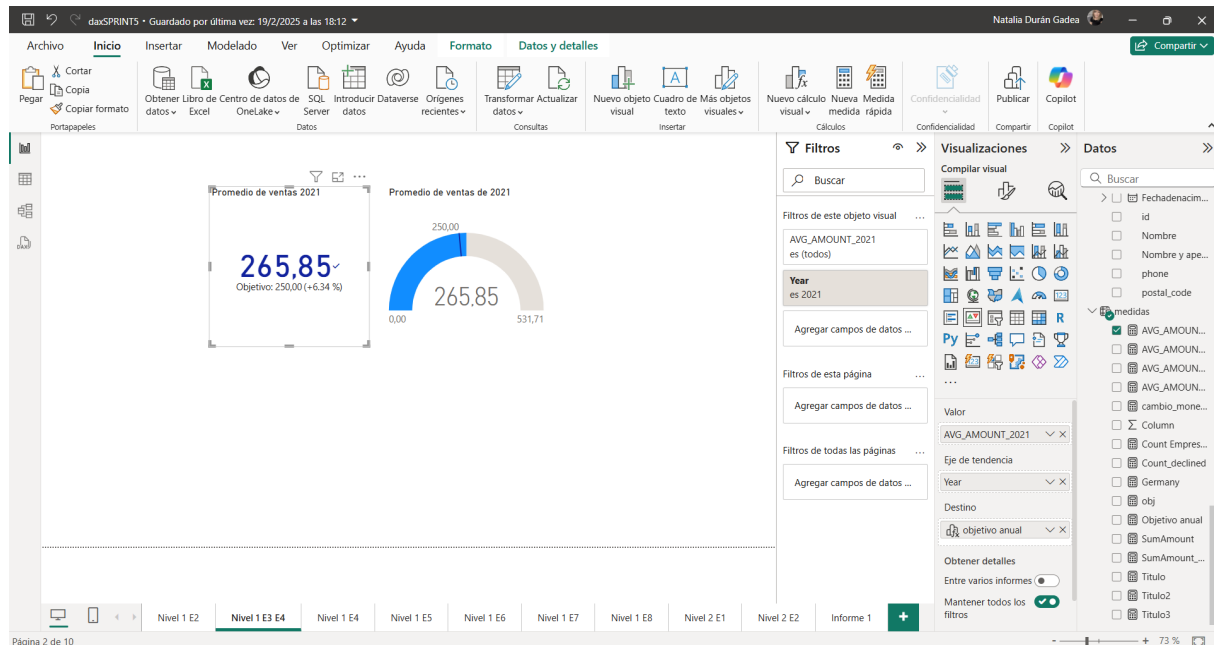 daxSPRINT5 • Guardado por última vez: 19/2/2025 a las 18:12
Natalia Durán Gadea
Archivo Inicio Insertar Modelado Ver Optimizar Ayuda Formato Datos y detalles
Compartir
Pegar
Cortar
Copia
Copiar formato
Portapapeles
Obtener datos
Libro de Excel
Centro de datos de OneLake
SQL Server
Introducir datos
Dataverse
Orígenes recientes
Datos
Transformar datos
Actualizar
Consultas
Nuevo objeto visual
Cuadro de texto
Más objetos visuales
Insertar
Nuevo cálculo visual
Nueva medida
Medida rápida
Cálculos
Confidencialidad
Confidencialidad
Publicar
Compartir
Copilot
Copilot
Promedio de ventas 2021
265,85
Objetivo: 250,00 (+6.34 %)
Promedio de ventas de 2021
250,00
265,85
0,00
531,71
Filtros
Buscar
Filtros de este objeto visual ...
AVG_AMOUNT_2021
es (todos)
Year
es 2021
Agregar campos de datos ...
Filtros de esta página ...
Agregar campos de datos ...
Filtros de todas las páginas ...
Agregar campos de datos ...
Visualizaciones
Compilar visual
123
R
Py
...
Valor
AVG_AMOUNT_2021
Eje de tendencia
Year
Destino
objetivo anual
Obtener detalles
Entre varios informes
Mantener todos los filtros
Datos
Buscar
Fechadenacim...
id
Nombre
Nombre y ape...
phone
postal_code
medidas
AVG_AMOUN...
AVG_AMOUN...
AVG_AMOUN...
AVG_AMOUN...
cambio_mone...
Column
Count Empres...
Count_declined
Germany
obj
Objetivo anual
SumAmount
SumAmount_...
Titulo
Titulo2
Titulo3
Nivel 1 E2 Nivel 1 E3 E4 Nivel 1 E4 Nivel 1 E5 Nivel 1 E6 Nivel 1 E7 Nivel 1 E8 Nivel 2 E1 Nivel 2 E2 Informe 1
Página 2 de 10
73 %